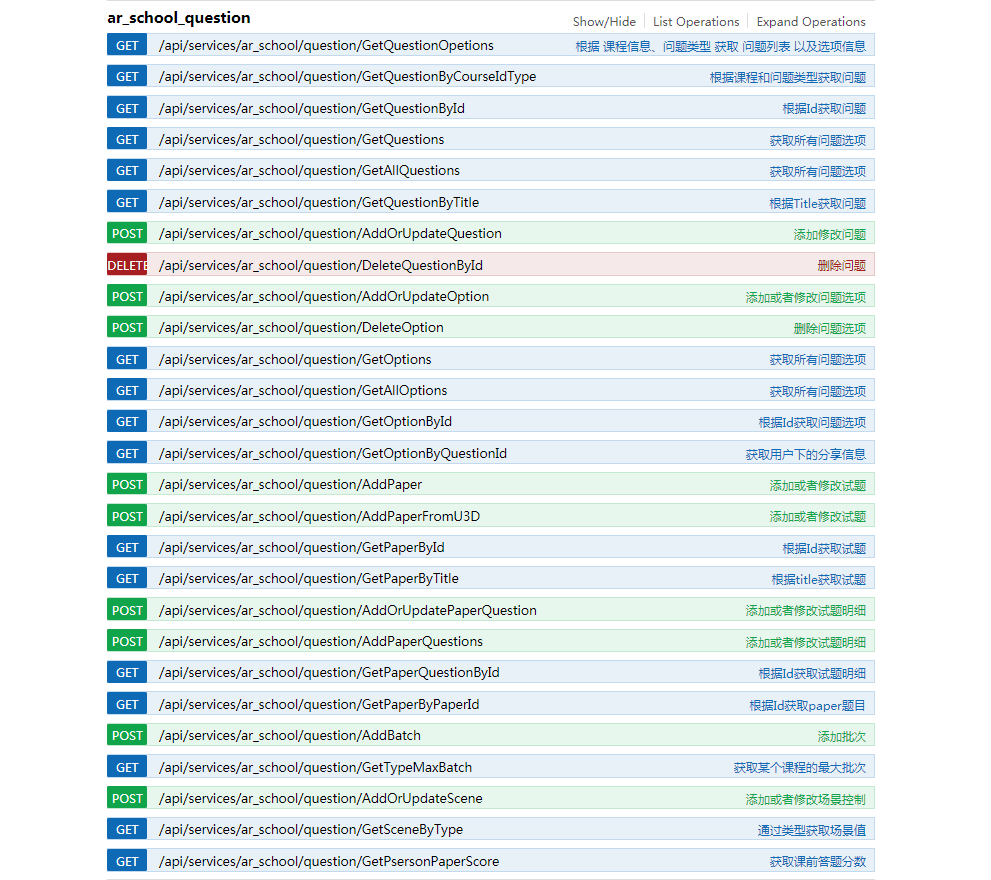 ar_school_question Show/Hide List Operations Expand Operations
GET /api/services/ar_school/question/GetQuestionOpetions 根据 课程信息、问题类型 获取 问题列表 以及选项信息
GET /api/services/ar_school/question/GetQuestionByCourseIdType 根据课程和问题类型获取问题
GET /api/services/ar_school/question/GetQuestionById 根据Id获取问题
GET /api/services/ar_school/question/GetQuestions 获取所有问题选项
GET /api/services/ar_school/question/GetAllQuestions 获取所有问题选项
GET /api/services/ar_school/question/GetQuestionByTitle 根据Title获取问题
POST /api/services/ar_school/question/AddOrUpdateQuestion 添加修改问题
DELETE /api/services/ar_school/question/DeleteQuestionById 删除问题
POST /api/services/ar_school/question/AddOrUpdateOption 添加或者修改问题选项
POST /api/services/ar_school/question/DeleteOption 删除问题选项
GET /api/services/ar_school/question/GetOptions 获取所有问题选项
GET /api/services/ar_school/question/GetAllOptions 获取所有问题选项
GET /api/services/ar_school/question/GetOptionById 根据Id获取问题选项
GET /api/services/ar_school/question/GetOptionByQuestionId 获取用户下的分享信息
POST /api/services/ar_school/question/AddPaper 添加或者修改试题
POST /api/services/ar_school/question/AddPaperFromU3D 添加或者修改试题
GET /api/services/ar_school/question/GetPaperById 根据Id获取试题
GET /api/services/ar_school/question/GetPaperByTitle 根据title获取试题
POST /api/services/ar_school/question/AddOrUpdatePaperQuestion 添加或者修改试题明细
POST /api/services/ar_school/question/AddPaperQuestions 添加或者修改试题明细
GET /api/services/ar_school/question/GetPaperQuestionById 根据Id获取试题明细
GET /api/services/ar_school/question/GetPaperByPaperId 根据Id获取paper题目
POST /api/services/ar_school/question/AddBatch 添加批次
GET /api/services/ar_school/question/GetTypeMaxBatch 获取某个课程的最大批次
POST /api/services/ar_school/question/AddOrUpdateScene 添加或者修改场景控制
GET /api/services/ar_school/question/GetSceneByType 通过类型获取场景值
GET /api/services/ar_school/question/GetPsersonPaperScore 获取课前答题分数